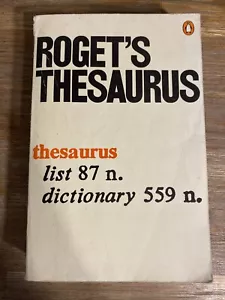 ROGET'S
THESAURUS
thesaurus
list 87 n.
dictionary 559 n.